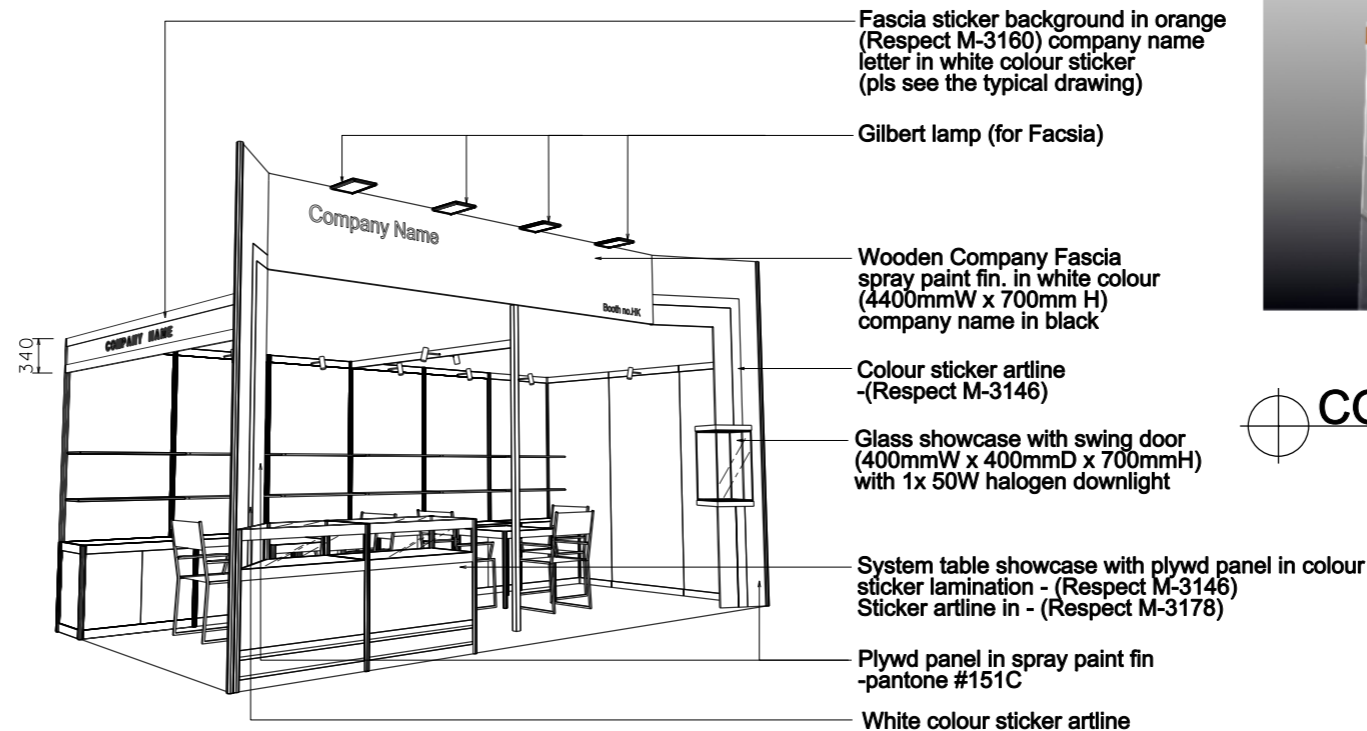 Fascia sticker background in orange
(Respect M-3160) company name
letter in white colour sticker
(pls see the typical drawing)
Gilbert lamp (for Facsia)
Company Name
Wooden Company Fascia
spray paint fin. in white colour
(4400mmW x 700mm H)
company name in black
Booth no.HK
COMPANY NAME
340
Colour sticker artline
-(Respect M-3146)
CO
Glass showcase with swing door
(400mmW x 400mmD x 700mmH)
with 1x 50W halogen downlight
System table showcase with plywd panel in colour
sticker lamination - (Respect M-3146)
Sticker artline in - (Respect M-3178)
Plywd panel in spray paint fin
-pantone #151C
White colour sticker artline